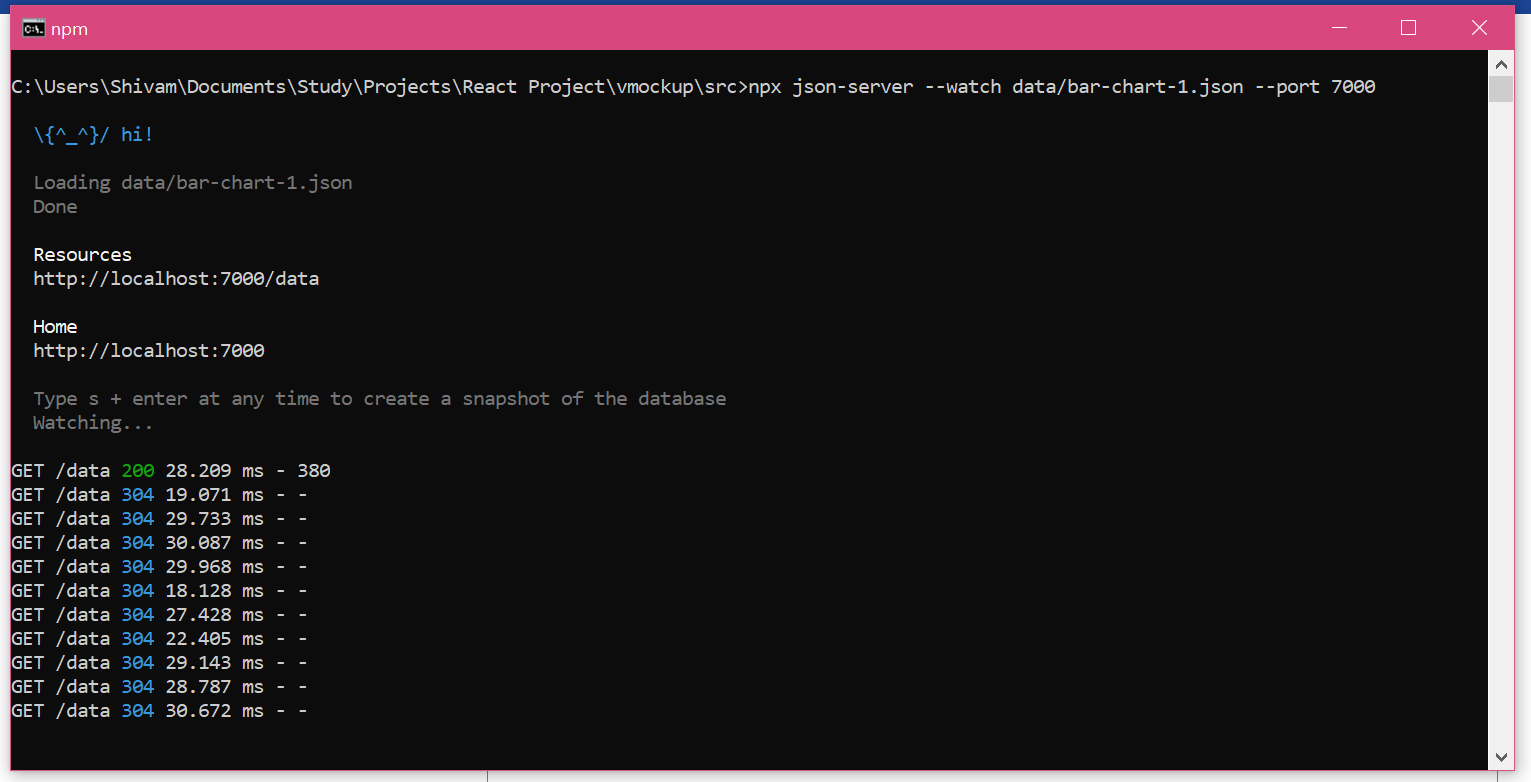 npm
C:\Users\Shivam\Documents\Study\Projects\React Project\vmockup\src>npx json-server --watch data/bar-chart-1.json --port 7000
\{^_^}/ hi!
Loading data/bar-chart-1.json
Done
Resources
http://localhost:7000/data
Home
http://localhost:7000
Type s + enter at any time to create a snapshot of the database
Watching...
GET /data 200 28.209 ms - 380
GET /data 304 19.071 ms - -
GET /data 304 29.733 ms - -
GET /data 304 30.087 ms - -
GET /data 304 29.968 ms - -
GET /data 304 18.128 ms - -
GET /data 304 27.428 ms - -
GET /data 304 22.405 ms - -
GET /data 304 29.143 ms - -
GET /data 304 28.787 ms - -
GET /data 304 30.672 ms - -